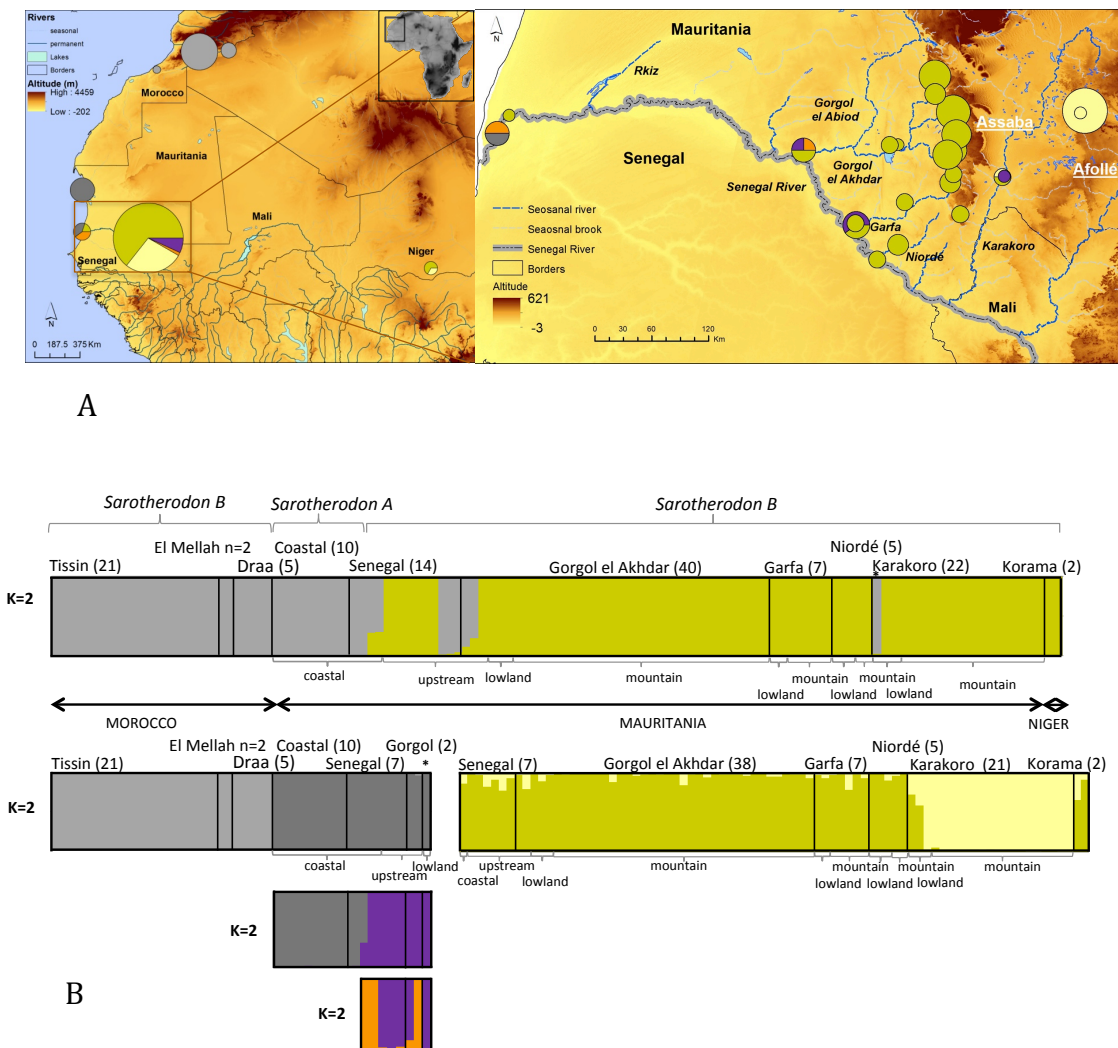 Rivers
seasonal
permanent
Lakes
Borders
Altitude (m)
High : 4459
Low : -202
Morocco
Mauritania
Mali
Niger
Senegal
N
0 187.5 375 Km
N
Mauritania
Rkiz
Gorgol
el Abiod
Assaba
Senegal
Gorgol
el Akhdar
Senegal River
Afollé
Garfa
Niordé
Karakoro
Mali
Seosanal river
Seaosnal brook
Senegal River
Borders
Altitude
621
-3
0 30 60 120
Km
A
Sarotherodon B
Sarotherodon A
Sarotherodon B
El Mellah n=2
Coastal (10)
Niordé (5)
Tissin (21)
Draa (5)
Senegal (14)
Gorgol el Akhdar (40)
Garfa (7)
*
Karakoro (22)
Korama (2)
K=2
coastal
upstream
lowland
mountain
lowland
mountain
lowland
mountain
lowland
mountain
MOROCCO
MAURITANIA
NIGER
El Mellah n=2
Coastal (10)
Gorgol (2)
Niordé (5)
Tissin (21)
Draa (5)
Senegal (7)
*
Senegal (7)
Gorgol el Akhdar (38)
Garfa (7)
Karakoro (21)
Korama (2)
K=2
coastal
upstream
lowland
coastal
upstream
lowland
mountain
lowland
mountain
lowland
mountain
lowland
mountain
K=2
B
K=2